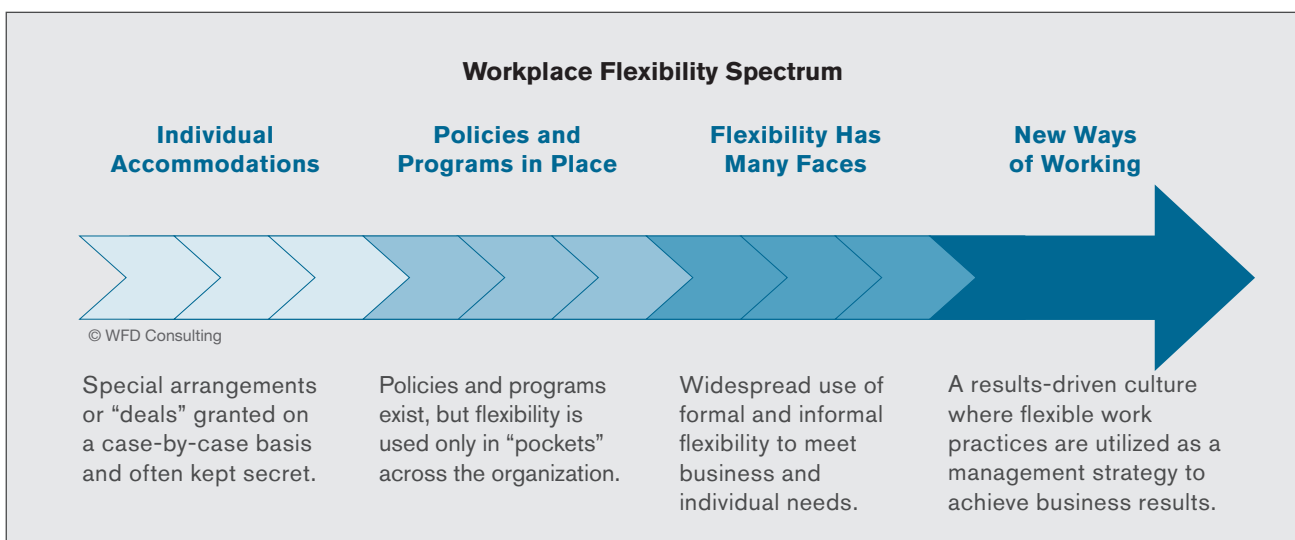 Workplace Flexibility Spectrum
Individual
Accommodations
Policies and
Programs in Place
Flexibility Has
Many Faces
New Ways
of Working
© WFD Consulting
Special arrangements
or “deals” granted on
a case-by-case basis
and often kept secret.
Policies and programs
exist, but flexibility is
used only in “pockets”
across the organization.
Widespread use of
formal and informal
flexibility to meet
business and
individual needs.
A results-driven culture
where flexible work
practices are utilized as a
management strategy to
achieve business results.